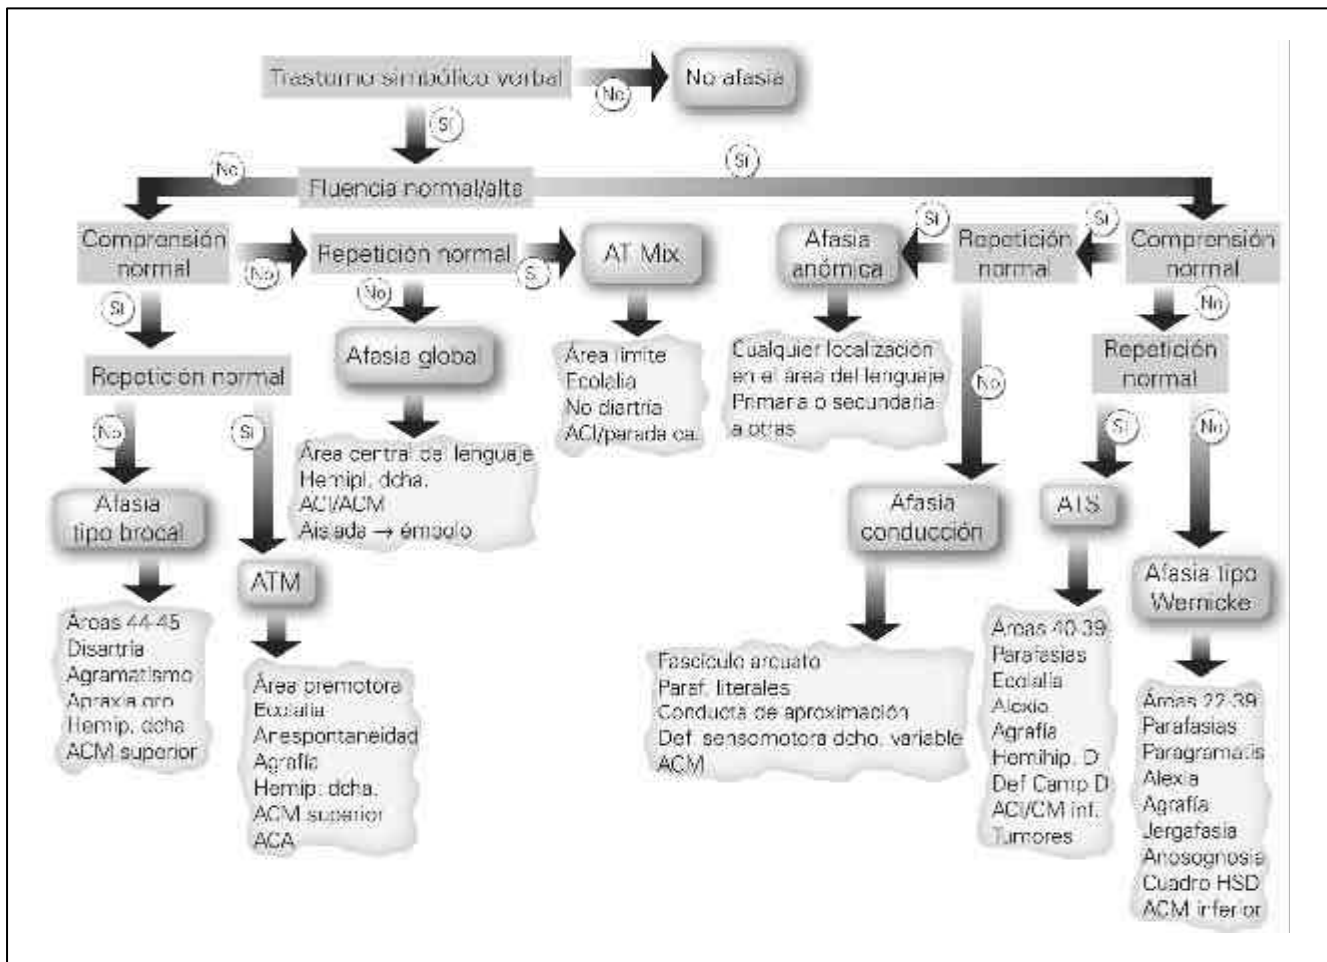 Trastorno simbólico verbal
No
No afasia
Sí
No
Fluencia normal/alta
Sí
Comprensión
normal
No
Repetición normal
Sí
AT Mix
Afasia
anómica
Sí
Repetición
normal
Sí
Comprensión
normal
Sí
No
No
Repetición normal
Afasia global
Área límite
Ecolalia
No diartria
ACI/parada ca.
Cualquier localización
en el área del lenguaje
Primaria o secundaria
a otras
No
Repetición
normal
No
Sí
Sí
No
Área central del lenguaje
Hemipl. dcha.
ACI/ACM
Aislada → émbolo
Afasia
tipo brocal
ATM
Afasia
conducción
ATS
Afasia tipo
Wernicke
Áreas 44-45
Disartria
Agramatismo
Apraxia oro
Hemip. dcha
ACM superior
Área premotora
Ecolalia
Anespontaneidad
Agrafía
Hemip. dcha.
ACM superior
ACA
Fascículo arcuato
Paraf. literales
Conducta de aproximación
Def. sensomotora dcho. variable
ACM
Áreas 40-39
Parafasias
Ecolalia
Alexia
Agrafía
Hemihip. D
Def Camp D
ACI/CM inf.
Tumores
Áreas 22-39
Parafasias
Paragramatis
Alexia
Agrafía
Jergafasia
Anosognosia
Cuadro HSD
ACM inferior